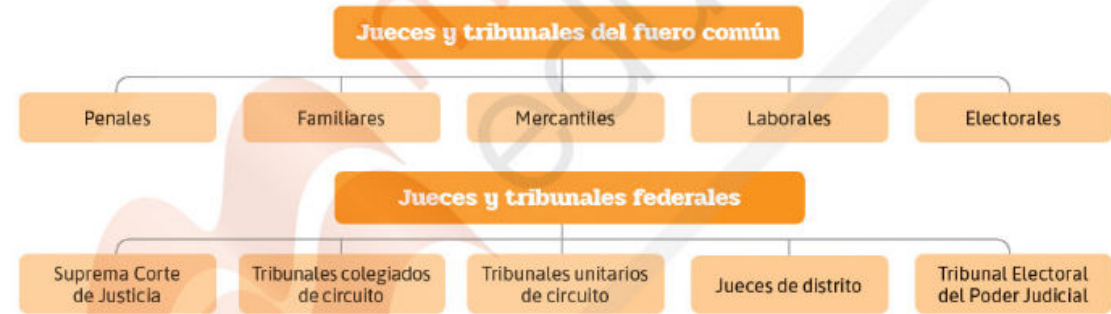 Jueces y tribunales del fuero común
Penales
Familiares
Mercantiles
Laborales
Electorales
Jueces y tribunales federales
Suprema Corte
de Justicia
Tribunales colegiados
de circuito
Tribunales unitarios
de circuito
Jueces de distrito
Tribunal Electoral
del Poder Judicial